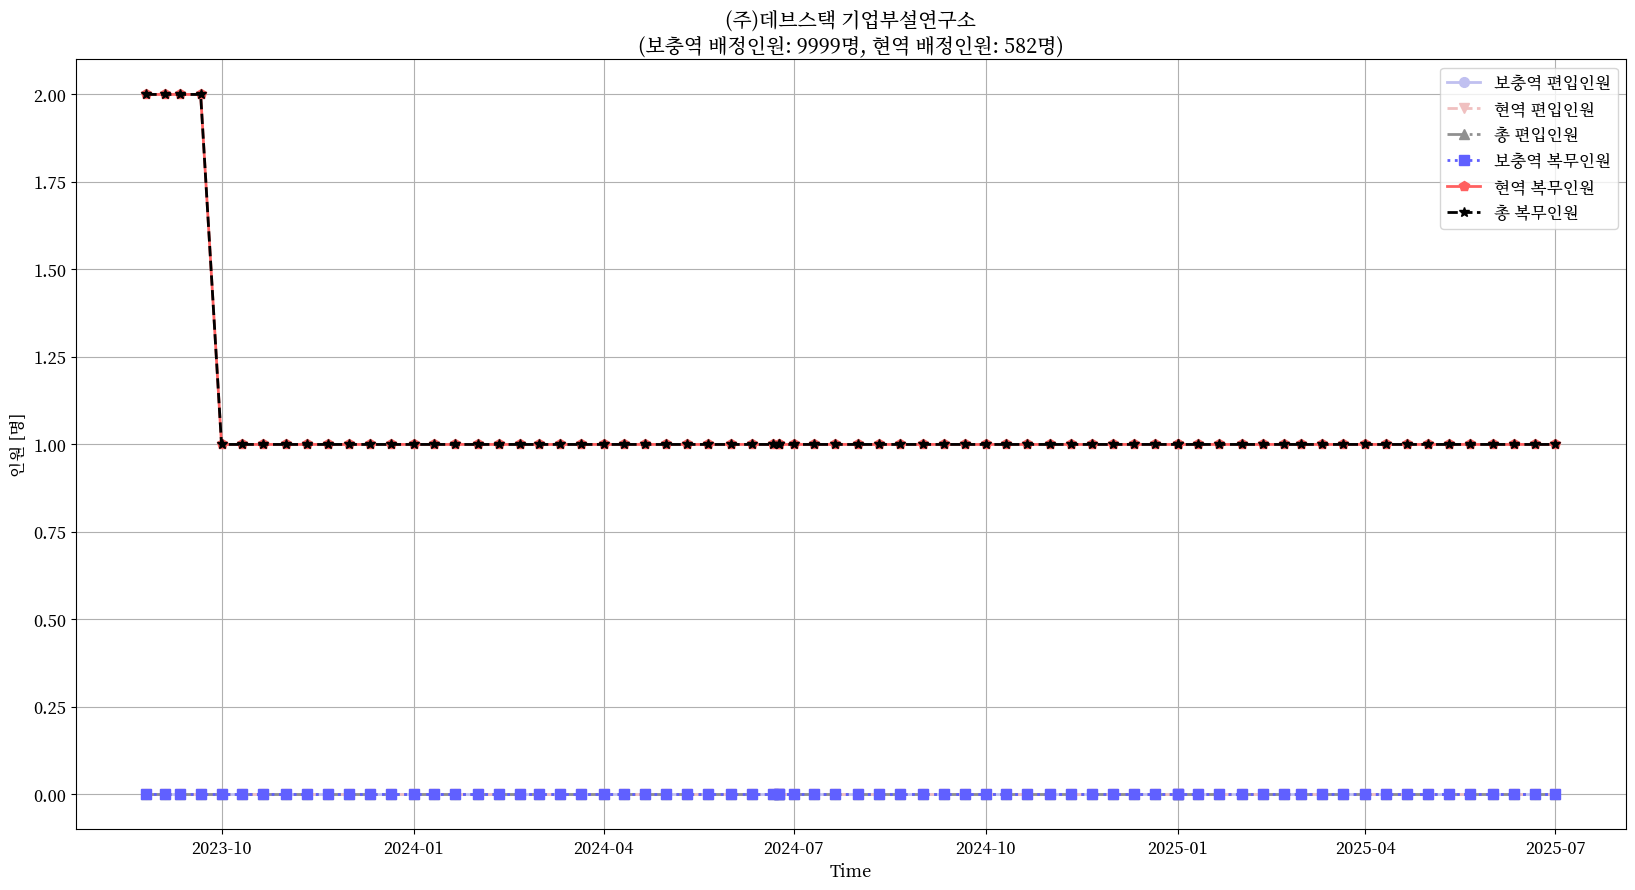 (주)데브스택 기업부설연구소
(보충역 배정인원: 9999명, 현역 배정인원: 582명)
보충역 편입인원
현역 편입인원
총 편입인원
보충역 복무인원
현역 복무인원
총 복무인원
인원 [명]
2.00
1.75
1.50
1.25
1.00
0.75
0.50
0.25
0.00
2023-10
2024-01
2024-04
2024-07
2024-10
2025-01
2025-04
2025-07
Time